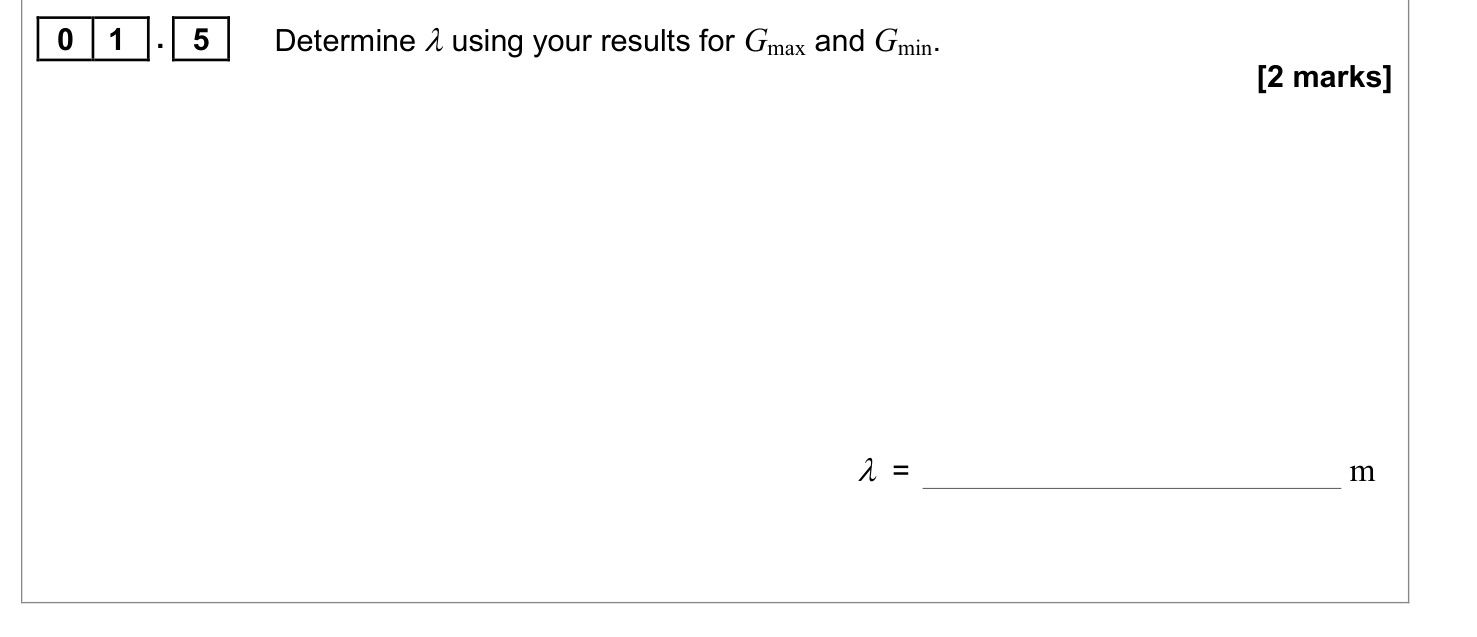 0 1 . 5 Determine λ using your results for Gmax and Gmin.
[2 marks]
λ = m